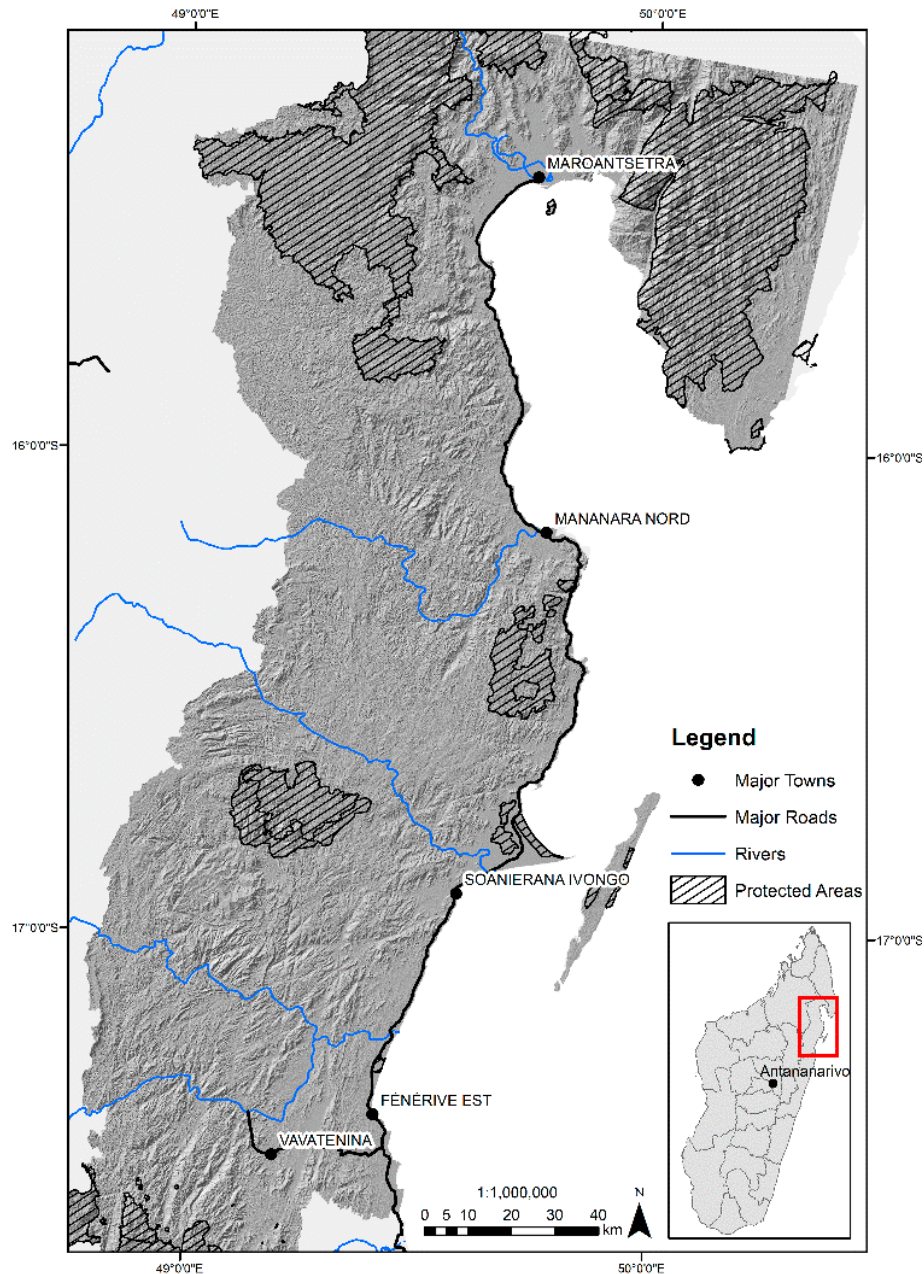 49°0'0"E
50°0'0"E
MAROANTSETRA
16°0'0"S
16°0'0"S
MANANARA NORD
Legend
Major Towns
Major Roads
Rivers
Protected Areas
SOANIERANA IVONGO
17°0'0"S
17°0'0"S
Antananarivo
FÉNÉRIVE EST
VAVATENINA
1:1,000,000
N
0 5 10 20 30 40
km
49°0'0"E
50°0'0"E